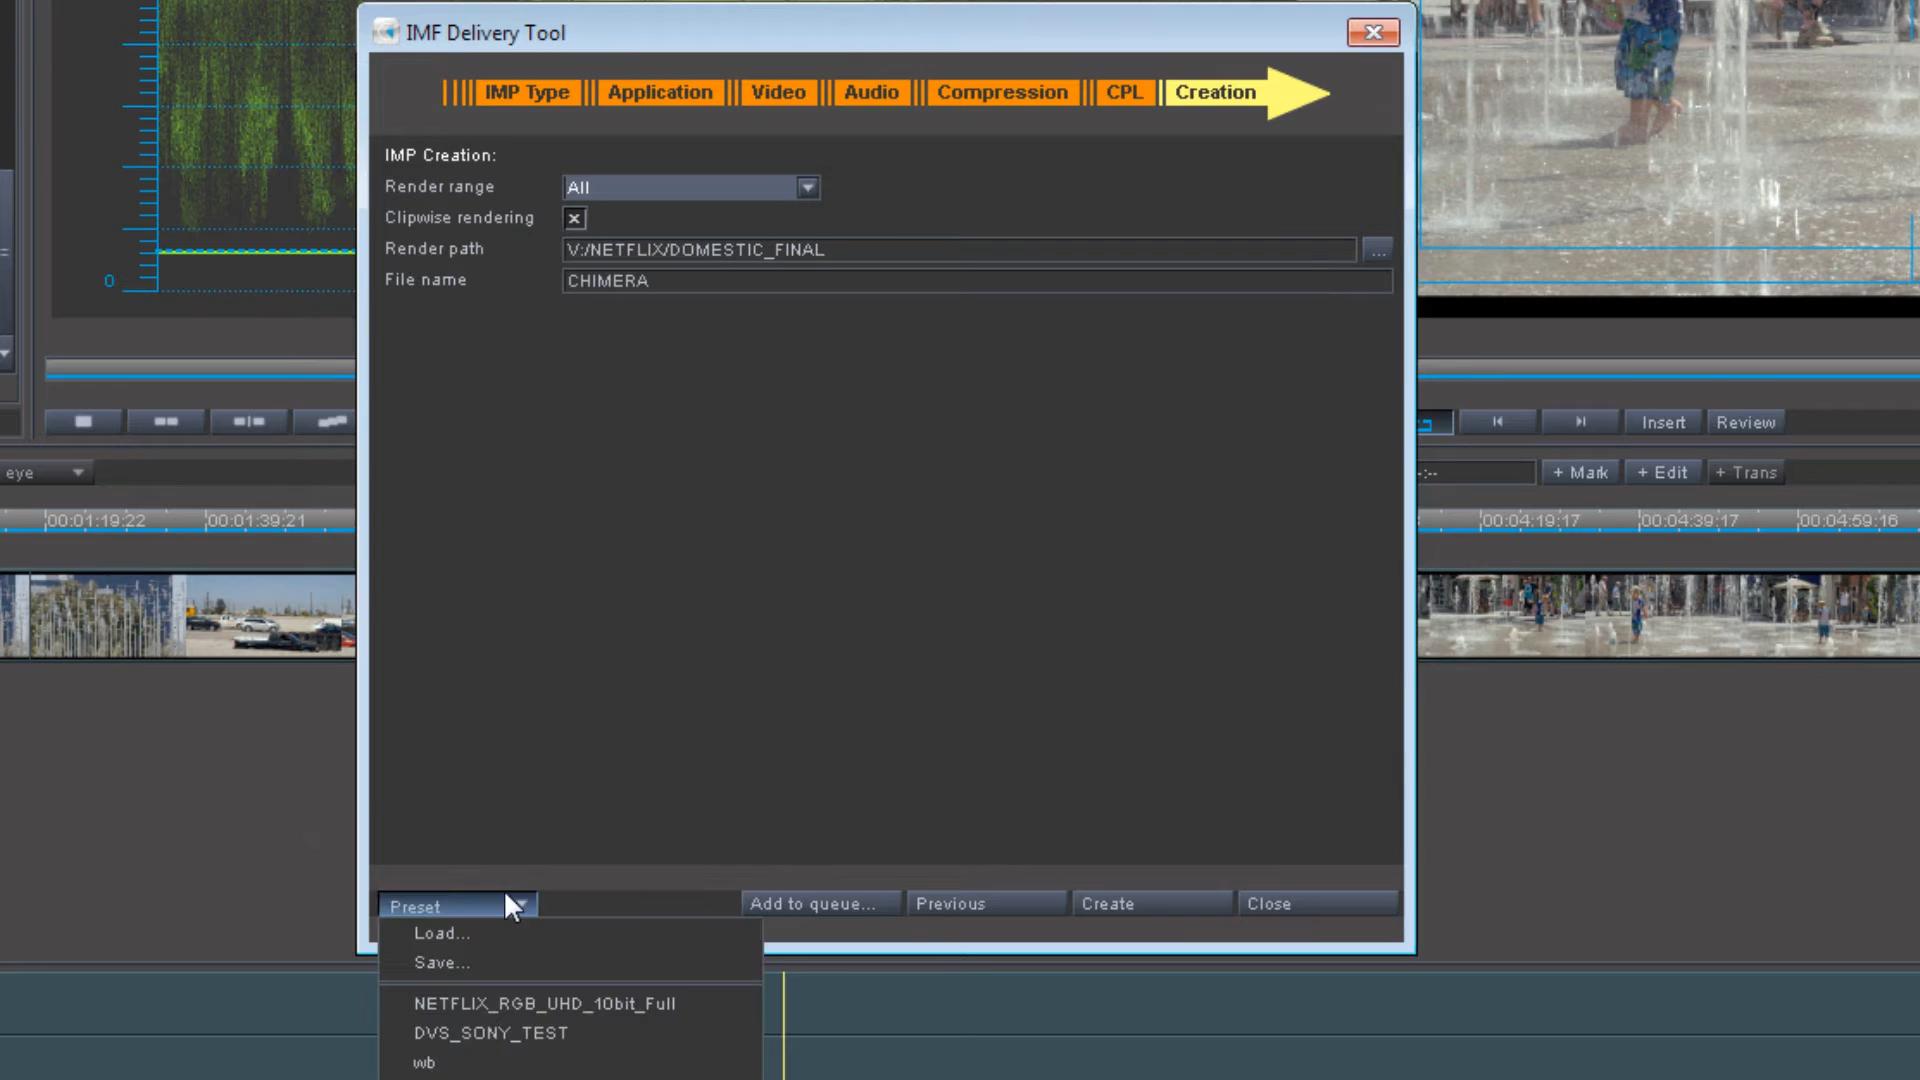 IMF Delivery Tool
IMP Type Application Video Audio Compression CPL Creation
IMP Creation:
Render range All
Clipwise rendering
Render path V:/NETFLIX/DOMESTIC_FINAL ...
File name CHIMERA
0
Insert Review
eye
+ Mark + Edit + Trans
00:01:19:22 00:01:39:21 00:04:19:17 00:04:39:17 00:04:59:16
Preset Add to queue... Previous Create Close
Load...
Save...
NETFLIX_RGB_UHD_10bit_Full
DVS_SONY_TEST
wb